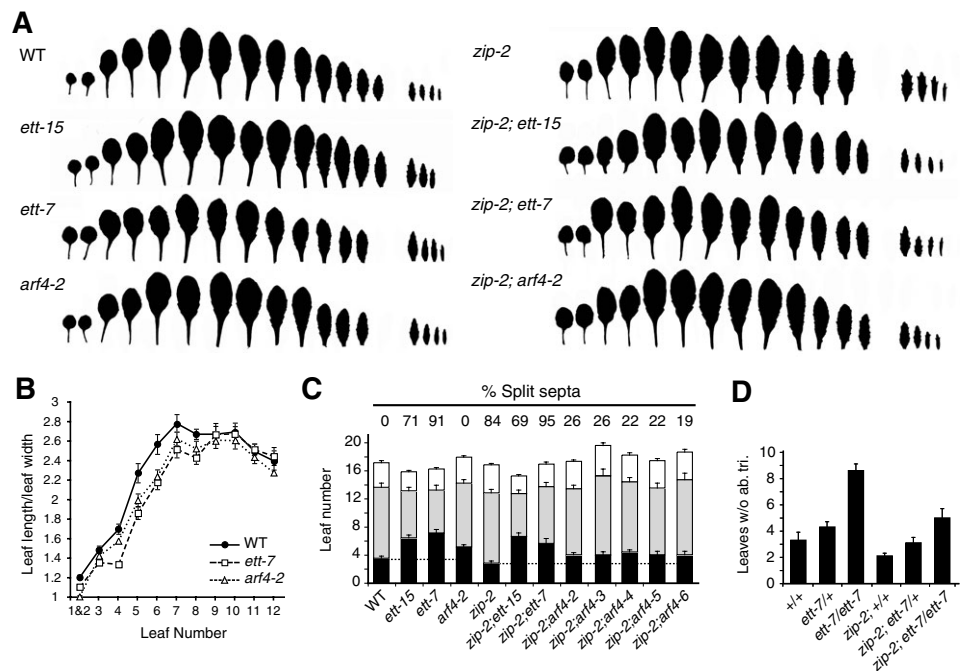 A
WT
ett-15
ett-7
arf4-2
zip-2
zip-2; ett-15
zip-2; ett-7
zip-2; arf4-2
B
Leaf length/leaf width
3
2.8
2.6
2.4
2.2
2
1.8
1.6
1.4
1.2
1
1&2 3 4 5 6 7 8 9 10 11 12
Leaf Number
WT
ett-7
arf4-2
C
% Split septa
0 71 91 0 84 69 95 26 26 22 22 19
Leaf number
20
16
12
8
4
0
WT
ett-15
ett-7
arf4-2
zip-2
zip-2;ett-15
zip-2;ett-7
zip-2;arf4-2
zip-2;arf4-3
zip-2;arf4-4
zip-2;arf4-5
zip-2;arf4-6
D
Leaves w/o ab. tri.
10
8
6
4
2
0
+/+
ett-7/+
ett-7/ett-7
zip-2; +/+
zip-2; ett-7/+
zip-2; ett-7/ett-7